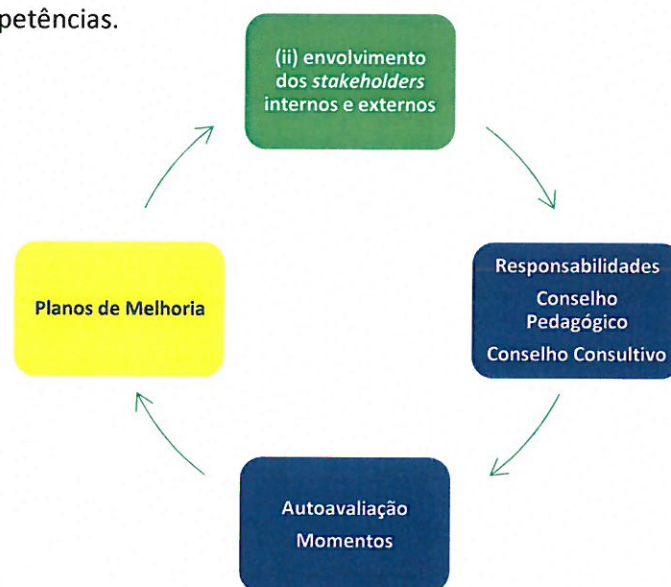 petências.
(ii) envolvimento
dos stakeholders
internos e externos
Responsabilidades
Conselho
Pedagógico
Conselho Consultivo
Planos de Melhoria
Autoavaliação
Momentos